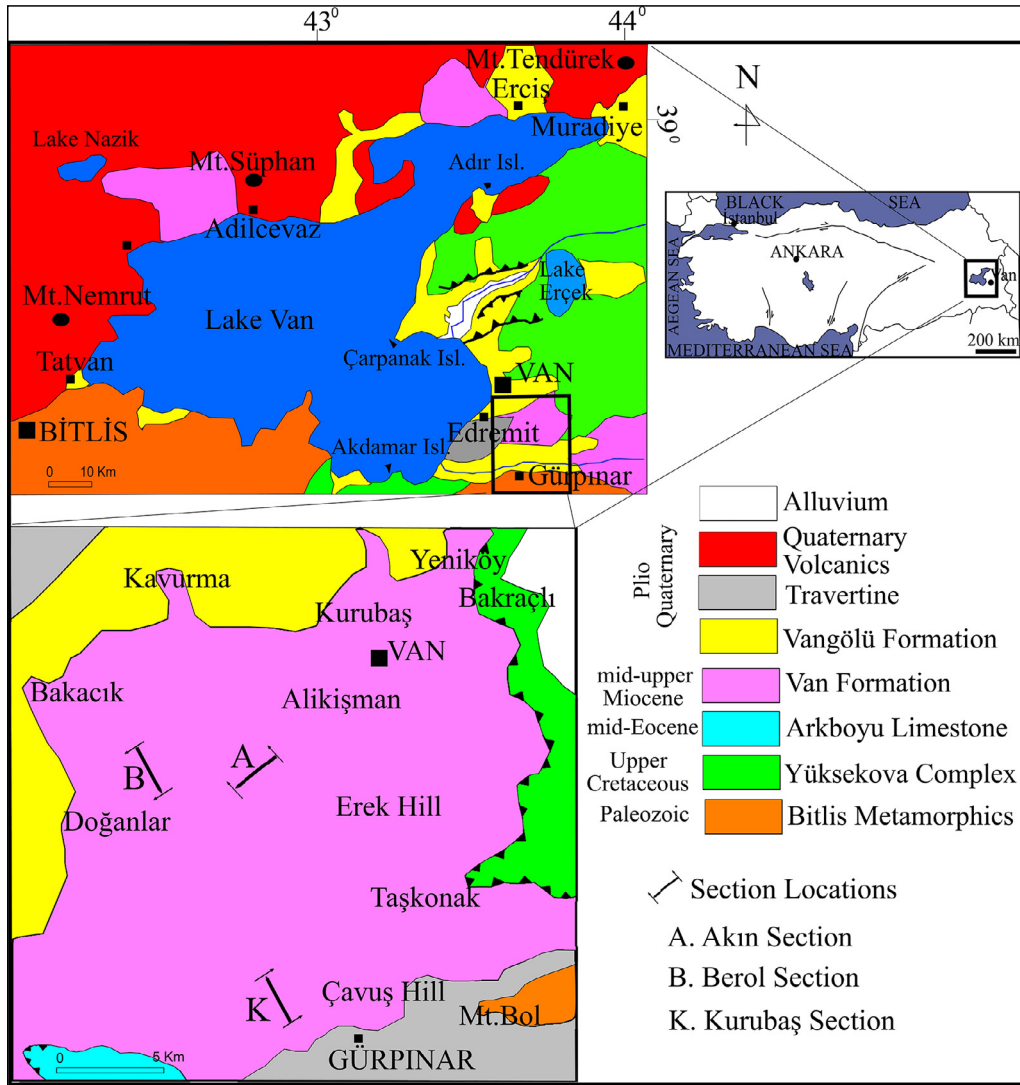 43⁰
44⁰
Mt.Tendürek
Erciş
Muradiye
39⁰
N
Lake Nazik
Mt.Süphan
Adır Isl.
Adilcevaz
Lake
Erçek
Mt.Nemrut
Lake Van
Çarpanak Isl.
Tatvan
VAN
BİTLİS
Akdamar Isl.
Edremit
Gürpınar
0 10 Km
BLACK SEA
İstanbul
ANKARA
AEGEAN SEA
Van
MEDITERRANEAN SEA
200 km
Kavurma
Yeniköy
Bakraçlı
Kurubaş
VAN
Bakacık
Alikişman
A
B
Doğanlar
Erek Hill
Taşkonak
K
Çavuş Hill
Mt.Bol
GÜRPINAR
0 5 Km
Plio
Quaternary
Alluvium
Quaternary
Volcanics
Travertine
Vangölü Formation
mid-upper
Miocene
Van Formation
mid-Eocene
Arkboyu Limestone
Upper
Cretaceous
Yüksekova Complex
Paleozoic
Bitlis Metamorphics
Section Locations
A. Akın Section
B. Berol Section
K. Kurubaş Section